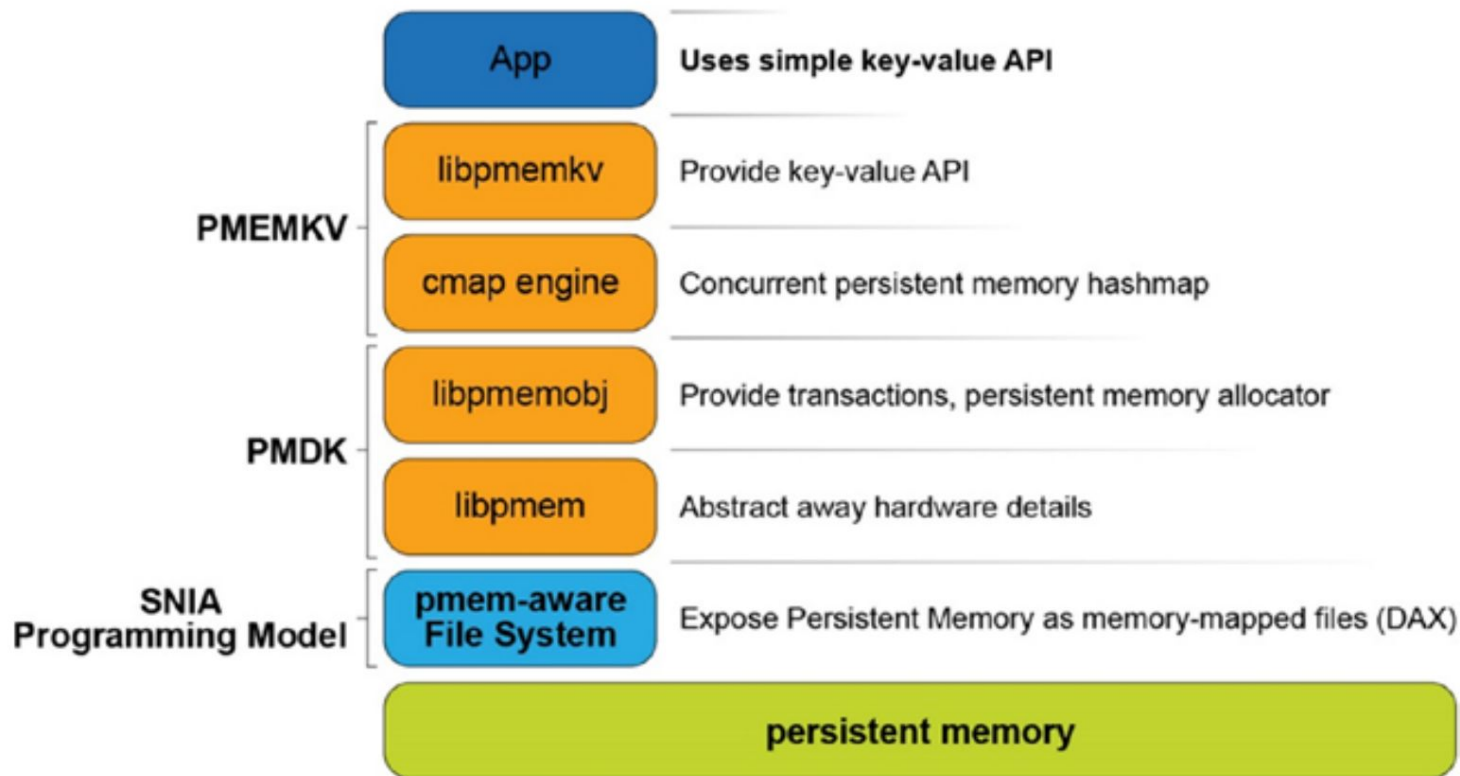 App
Uses simple key-value API
PMEMKV
libpmemkv
Provide key-value API
cmap engine
Concurrent persistent memory hashmap
PMDK
libpmemobj
Provide transactions, persistent memory allocator
libpmem
Abstract away hardware details
SNIA
Programming Model
pmem-aware
File System
Expose Persistent Memory as memory-mapped files (DAX)
persistent memory